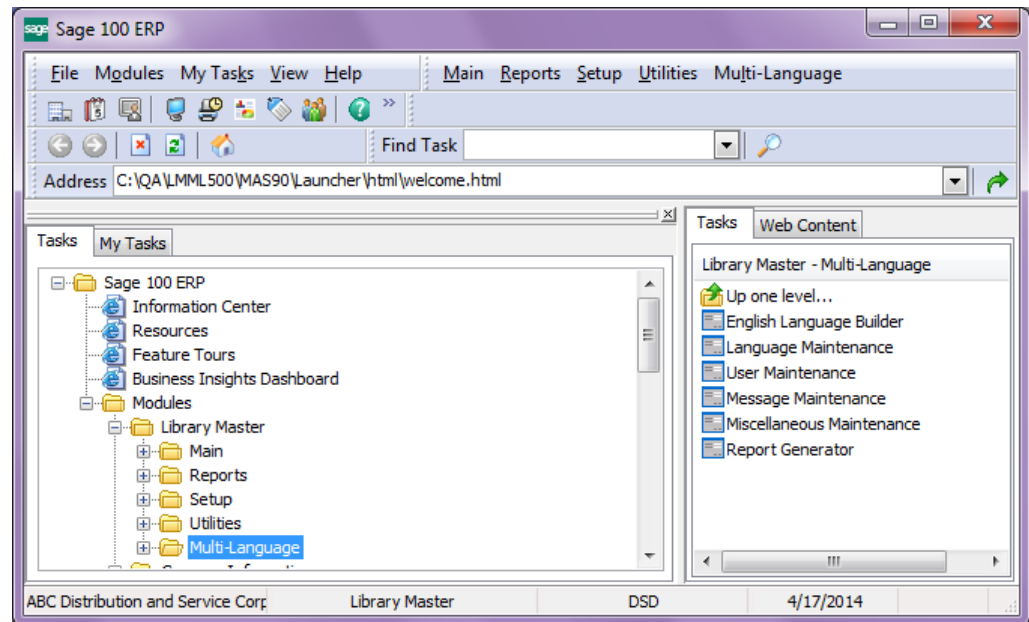 sage Sage 100 ERP
File Modules My Tasks View Help Main Reports Setup Utilities Multi-Language
Find Task
Address C:\QA\LMML500\MAS90\Launcher\html\welcome.html
Tasks My Tasks
Sage 100 ERP
Information Center
Resources
Feature Tours
Business Insights Dashboard
Modules
Library Master
Main
Reports
Setup
Utilities
Multi-Language
Tasks Web Content
Library Master - Multi-Language
Up one level...
English Language Builder
Language Maintenance
User Maintenance
Message Maintenance
Miscellaneous Maintenance
Report Generator
ABC Distribution and Service Corp Library Master DSD 4/17/2014